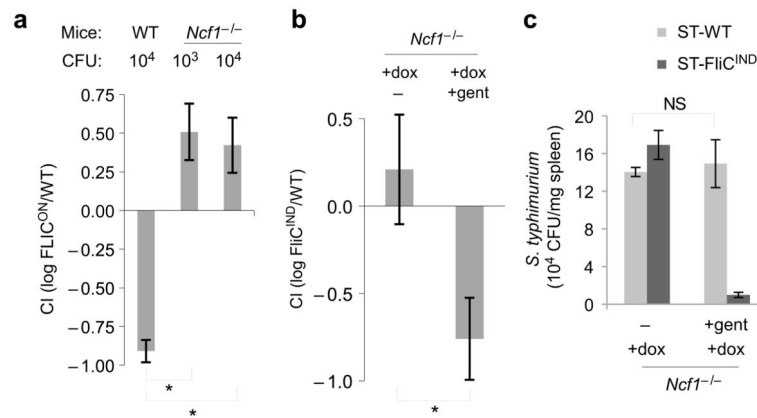 a
Mice: WT Ncf1–/–
CFU: 10⁴ 10³ 10⁴
CI (log FLIC^ON/WT)
0.75
0.50
0.25
0.00
–0.25
–0.50
–0.75
–1.00
*
*
b
Ncf1–/–
+dox +dox
– +gent
CI (log FliC^IND/WT)
0.5
0.0
–0.5
–1.0
*
c
ST-WT
ST-FliC^IND
NS
S. typhimurium
(10⁴ CFU/mg spleen)
20
16
12
8
4
0
– +gent
+dox +dox
Ncf1–/–